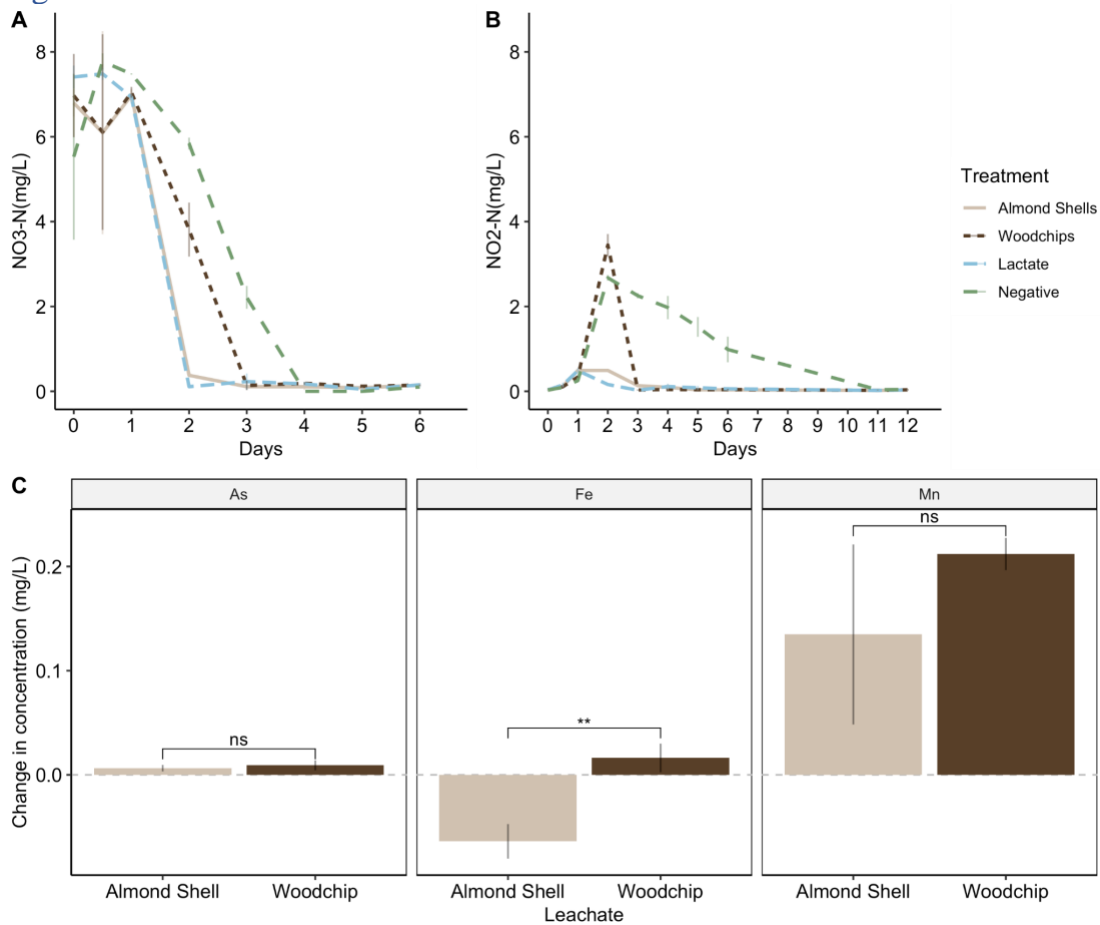 A
B
NO3-N(mg/L)
8
6
4
2
0
0 1 2 3 4 5 6
Days
NO2-N(mg/L)
8
6
4
2
0
0 1 2 3 4 5 6 7 8 9 10 11 12
Days
Treatment
Almond Shells
Woodchips
Lactate
Negative
C
As
Fe
Mn
Change in concentration (mg/L)
0.2
0.1
0.0
ns
**
ns
Almond Shell Woodchip
Almond Shell Woodchip
Almond Shell Woodchip
Leachate